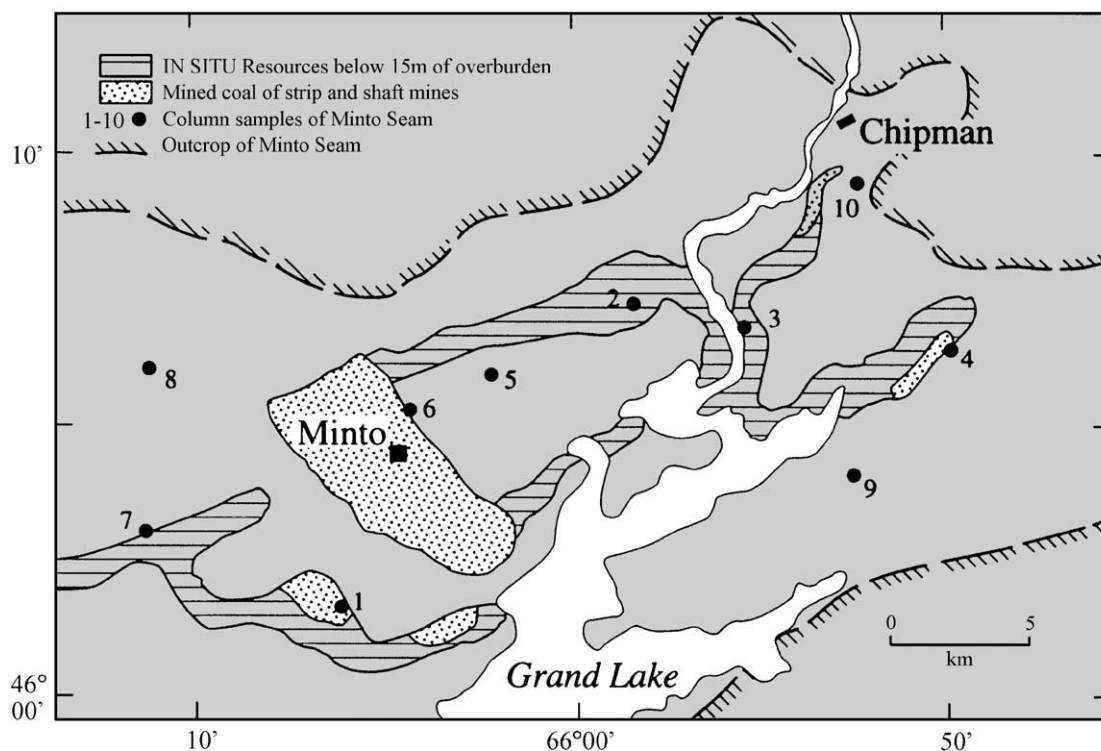 IN SITU Resources below 15m of overburden
Mined coal of strip and shaft mines
1-10 Column samples of Minto Seam
Outcrop of Minto Seam
10'
Chipman
10
2
3
4
8
5
6
Minto
9
7
1
0 5
km
Grand Lake
46°
00'
10' 66°00' 50'